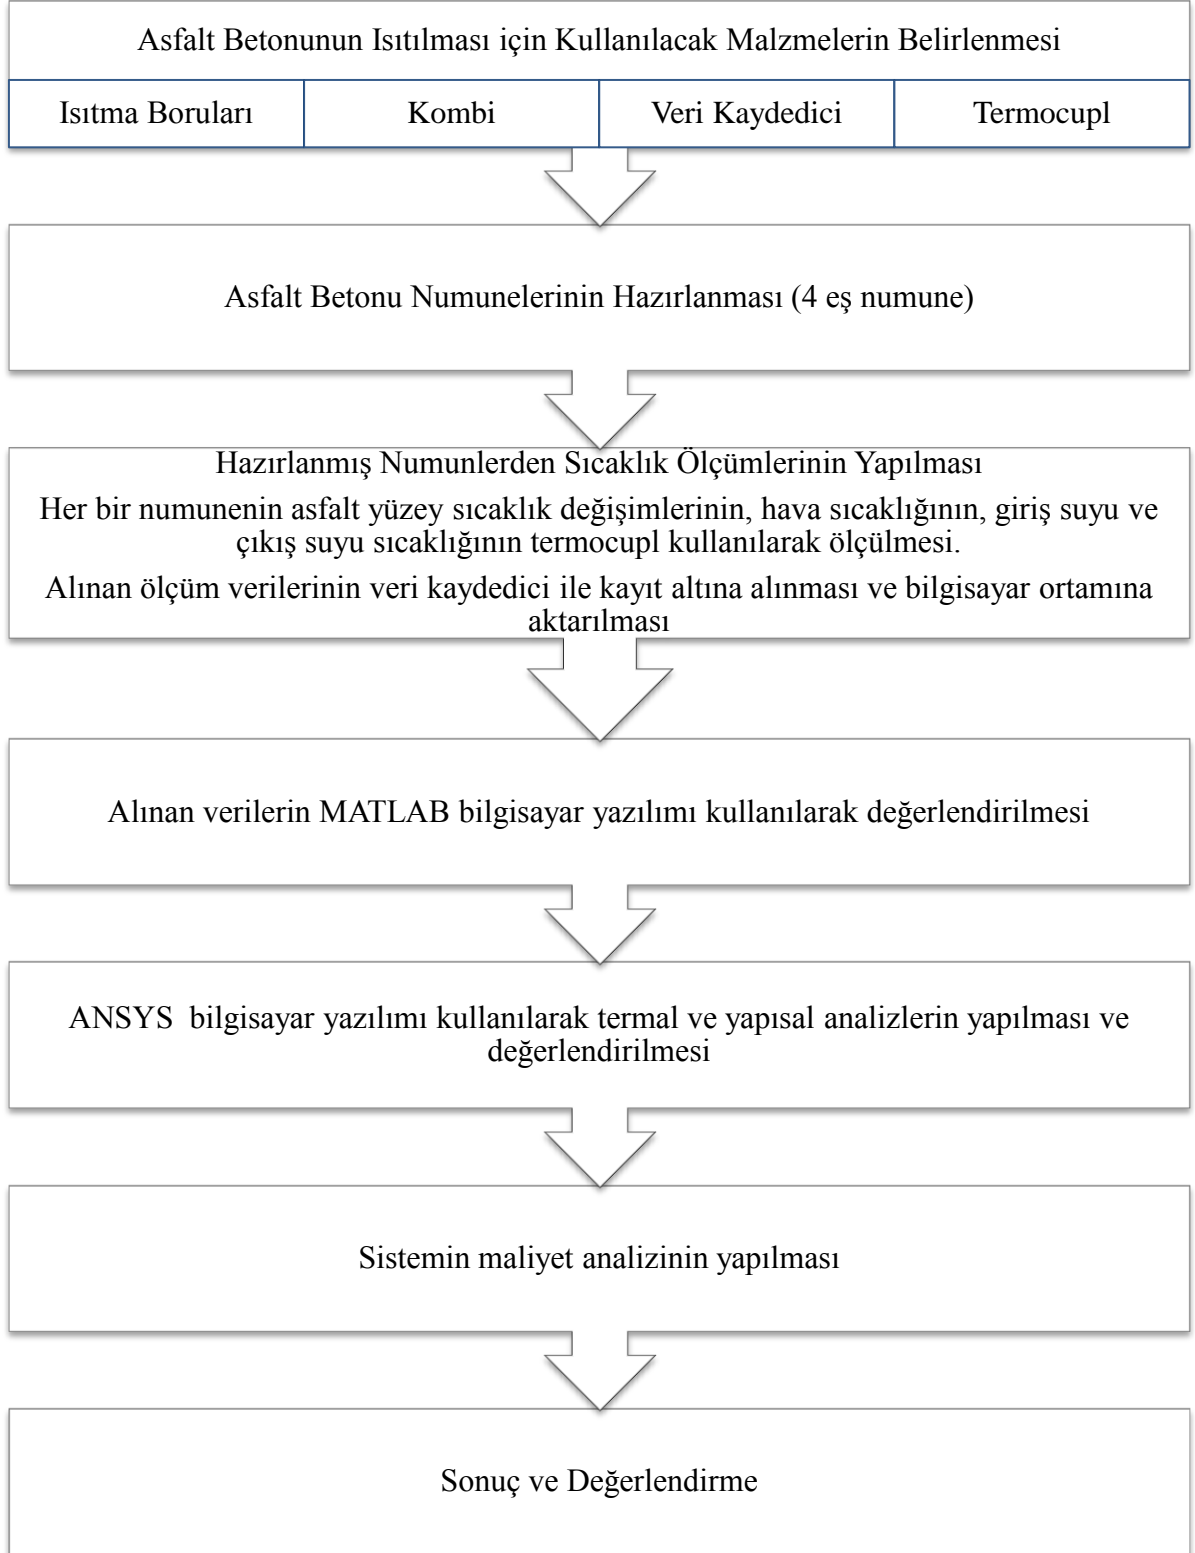 Asfalt Betonunun Isıtılması için Kullanılacak Malzmelerin Belirlenmesi
Isıtma Boruları
Kombi
Veri Kaydedici
Termocupl
Asfalt Betonu Numunelerinin Hazırlanması (4 eş numune)
Hazırlanmış Numunlerden Sıcaklık Ölçümlerinin Yapılması
Her bir numunenin asfalt yüzey sıcaklık değişimlerinin, hava sıcaklığının, giriş suyu ve
çıkış suyu sıcaklığının termocupl kullanılarak ölçülmesi.
Alınan ölçüm verilerinin veri kaydedici ile kayıt altına alınması ve bilgisayar ortamına
aktarılması
Alınan verilerin MATLAB bilgisayar yazılımı kullanılarak değerlendirilmesi
ANSYS  bilgisayar yazılımı kullanılarak termal ve yapısal analizlerin yapılması ve
değerlendirilmesi
Sistemin maliyet analizinin yapılması
Sonuç ve Değerlendirme